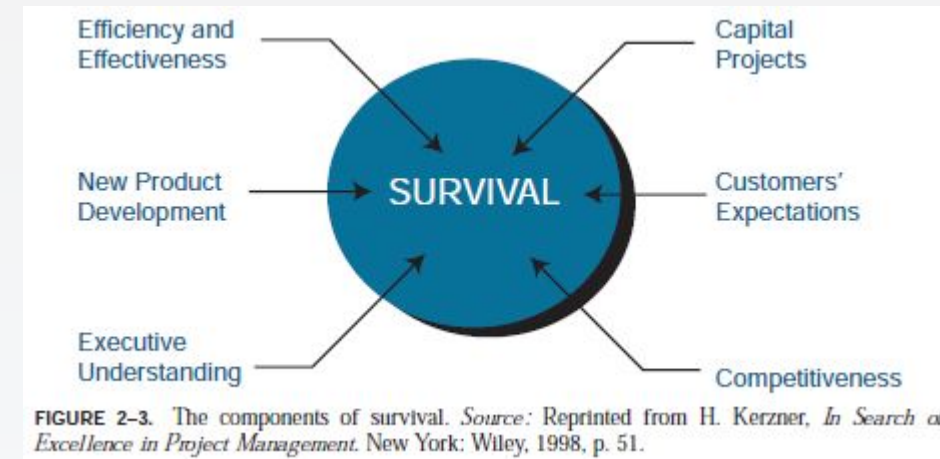 Efficiency and
Effectiveness
Capital
Projects
New Product
Development
SURVIVAL
Customers'
Expectations
Executive
Understanding
Competitiveness
FIGURE 2–3. The components of survival. Source: Reprinted from H. Kerzner, In Search
Excellence in Project Management. New York: Wiley, 1998, p. 51.